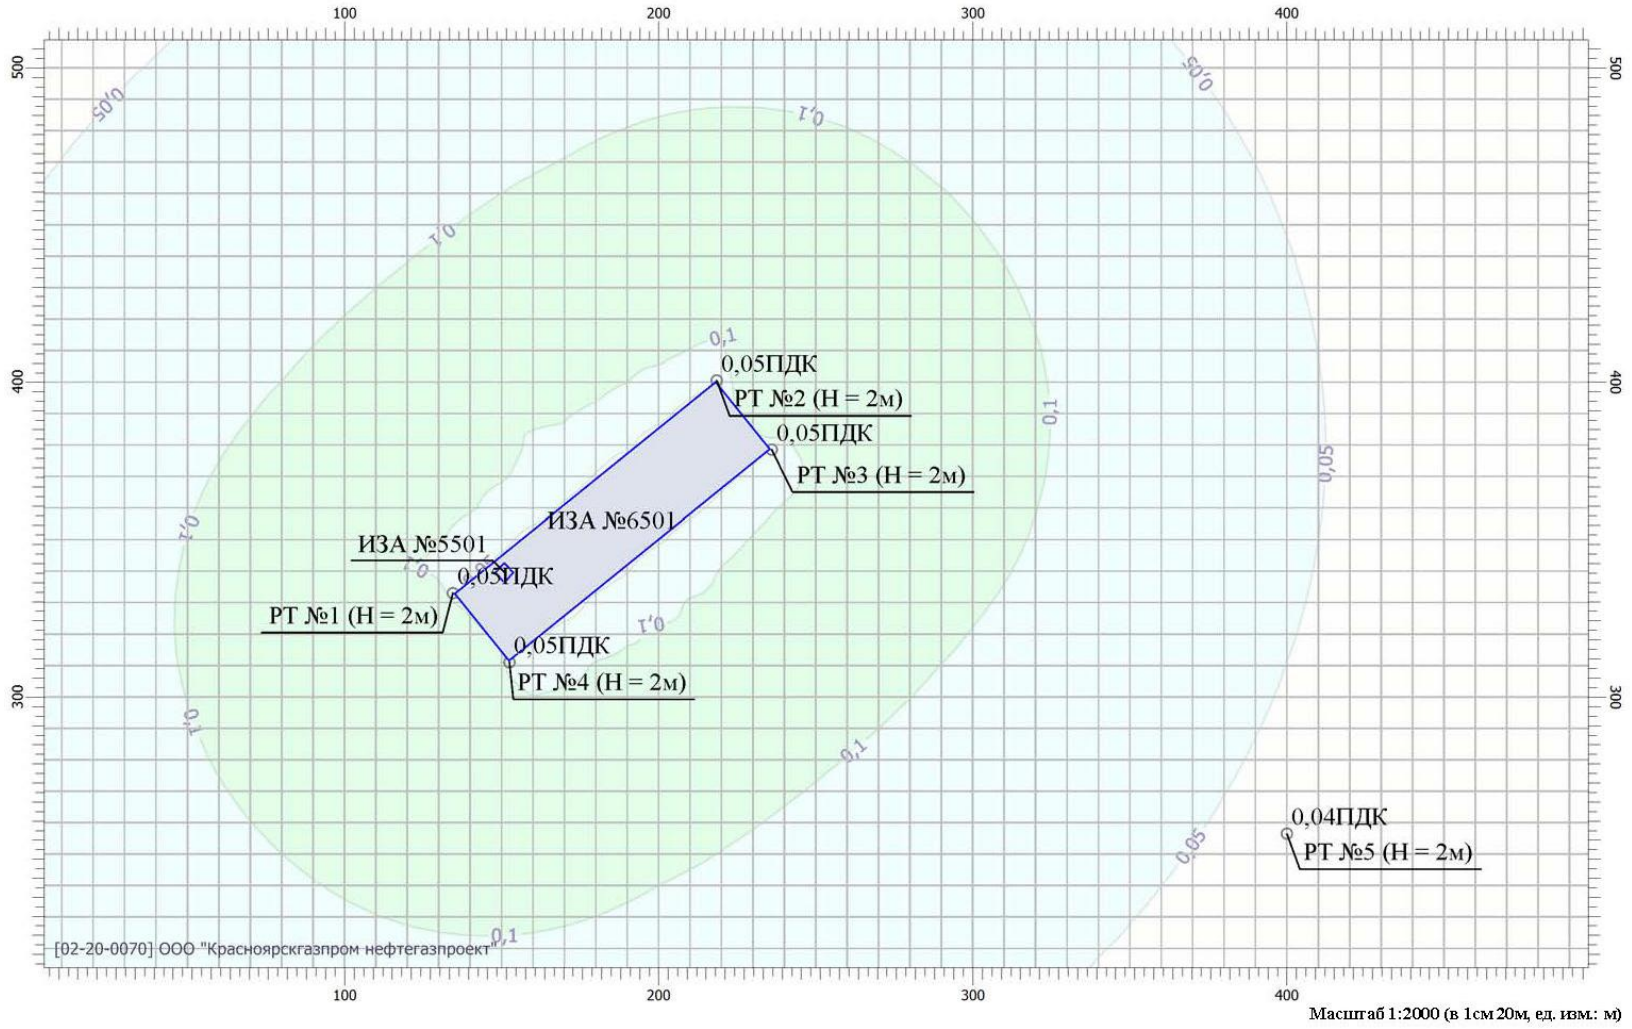 100 200 300 400
500 500
0,05 0,05
0,1
0,1
0,1
0,05ПДК
400 400
РТ №2 (Н = 2м)
0,1
0,05ПДК
0,05
РТ №3 (Н = 2м)
0,1
ИЗА №6501
ИЗА №5501
0,1
0,05ПДК
РТ №1 (Н = 2м)
0,1
0,05ПДК
РТ №4 (Н = 2м)
300 300
0,1
0,1
0,04ПДК
0,05
РТ №5 (Н = 2м)
0,1
[02-20-0070] ООО "Красноярскгазпром нефтегазпроект"
100 200 300 400
Масштаб 1:2000 (в 1см 20м, ед. изм.: м)